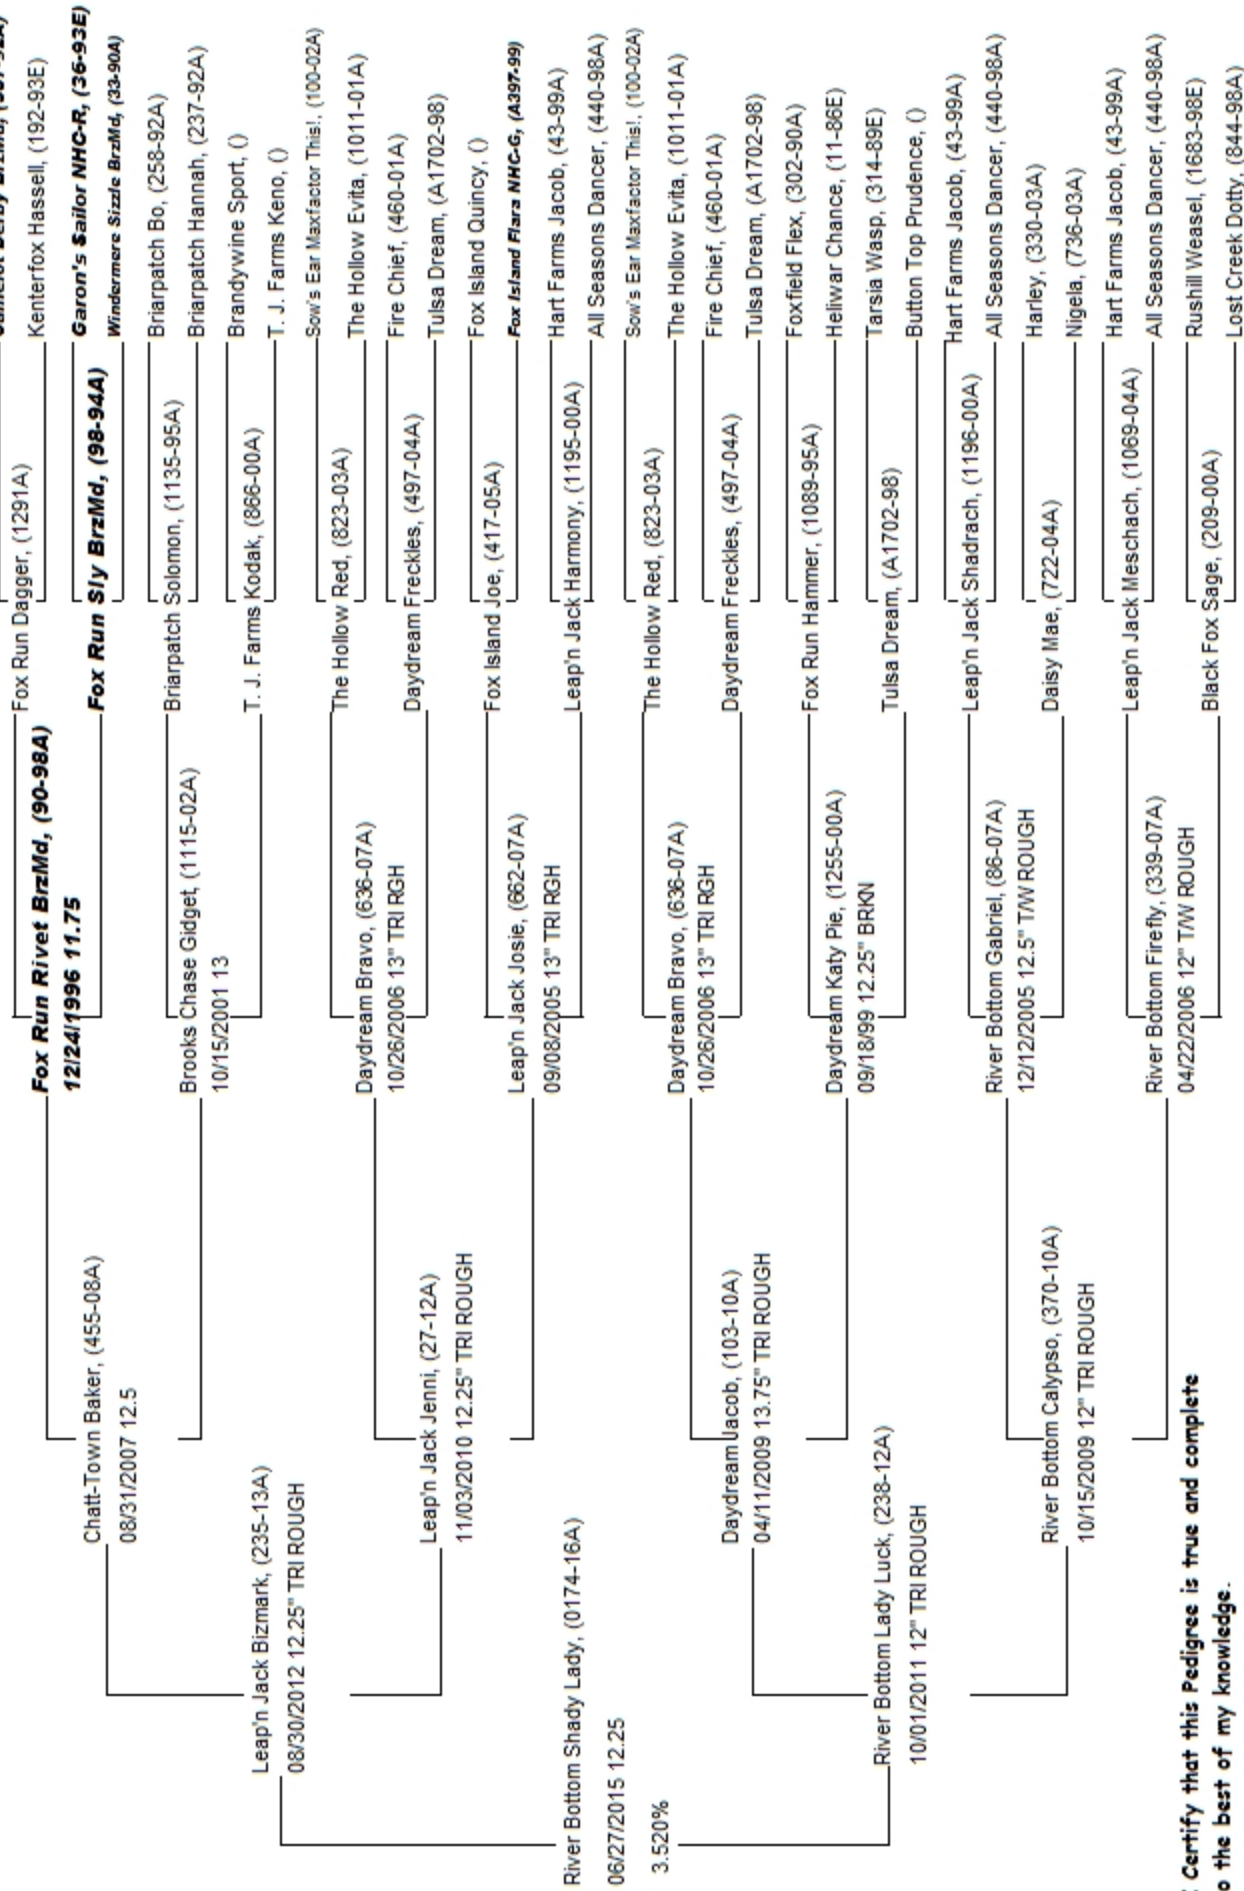 River Bottom Shady Lady, (0174-16A)
06/27/2015 12.25
3.520%
Leap'n Jack Bizmark, (235-13A)
08/30/2012 12.25" TRI ROUGH
River Bottom Lady Luck, (238-12A)
10/01/2011 12" TRI ROUGH
Chatt-Town Baker, (455-08A)
08/31/2007 12.5
Leap'n Jack Jenni, (27-12A)
11/03/2010 12.25" TRI ROUGH
Daydream Jacob, (103-10A)
04/11/2009 13.75" TRI ROUGH
River Bottom Calypso, (370-10A)
10/15/2009 12" TRI ROUGH
Fox Run Rivet BrzMd, (90-98A)
12/24/1996 11.75
Brooks Chase Gidget, (1115-02A)
10/15/2001 13
Daydream Bravo, (636-07A)
10/26/2006 13" TRI RGH
Leap'n Jack Josie, (662-07A)
09/08/2005 13" TRI RGH
Daydream Bravo, (636-07A)
10/26/2006 13" TRI RGH
Daydream Katy Pie, (1255-00A)
09/18/99 12.25" BRKN
River Bottom Gabriel, (86-07A)
12/12/2005 12.5" T/W ROUGH
River Bottom Firefly, (339-07A)
04/22/2006 12" T/W ROUGH
Fox Run Dagger, (1291A)
Fox Run Sly BrzMd, (98-94A)
Briarpatch Solomon, (1135-95A)
T. J. Farms Kodak, (866-00A)
The Hollow Red, (823-03A)
Daydream Freckles, (497-04A)
Fox Island Joe, (417-05A)
Leap'n Jack Harmony, (1195-00A)
The Hollow Red, (823-03A)
Daydream Freckles, (497-04A)
Fox Run Hammer, (1089-95A)
Tulsa Dream, (A1702-98)
Leap'n Jack Shadrach, (1196-00A)
Daisy Mae, (722-04A)
Leap'n Jack Meschach, (1069-04A)
Black Fox Sage, (209-00A)
Kenterfox Hassell, (192-93E)
Garon's Sailor NHC-R, (36-93E)
Windermere Sizzle BrzMd, (33-90A)
Briarpatch Bo, (258-92A)
Briarpatch Hannah, (237-92A)
Brandywine Sport, ()
T. J. Farms Keno, ()
Sow's Ear Maxfactor This!, (100-02A)
The Hollow Evita, (1011-01A)
Fire Chief, (460-01A)
Tulsa Dream, (A1702-98)
Fox Island Quincy, ()
Fox Island Flara NHC-G, (A397-99)
Hart Farms Jacob, (43-99A)
All Seasons Dancer, (440-98A)
Sow's Ear Maxfactor This!, (100-02A)
The Hollow Evita, (1011-01A)
Fire Chief, (460-01A)
Tulsa Dream, (A1702-98)
Foxfield Flex, (302-90A)
Heliwar Chance, (11-86E)
Tarsia Wasp, (314-89E)
Button Top Prudence, ()
Hart Farms Jacob, (43-99A)
All Seasons Dancer, (440-98A)
Harley, (330-03A)
Nigela, (736-03A)
Hart Farms Jacob, (43-99A)
All Seasons Dancer, (440-98A)
Rushill Weasel, (1683-98E)
Lost Creek Dotty, (844-98A)
Certify that this Pedigree is true and complete
o the best of my knowledge.